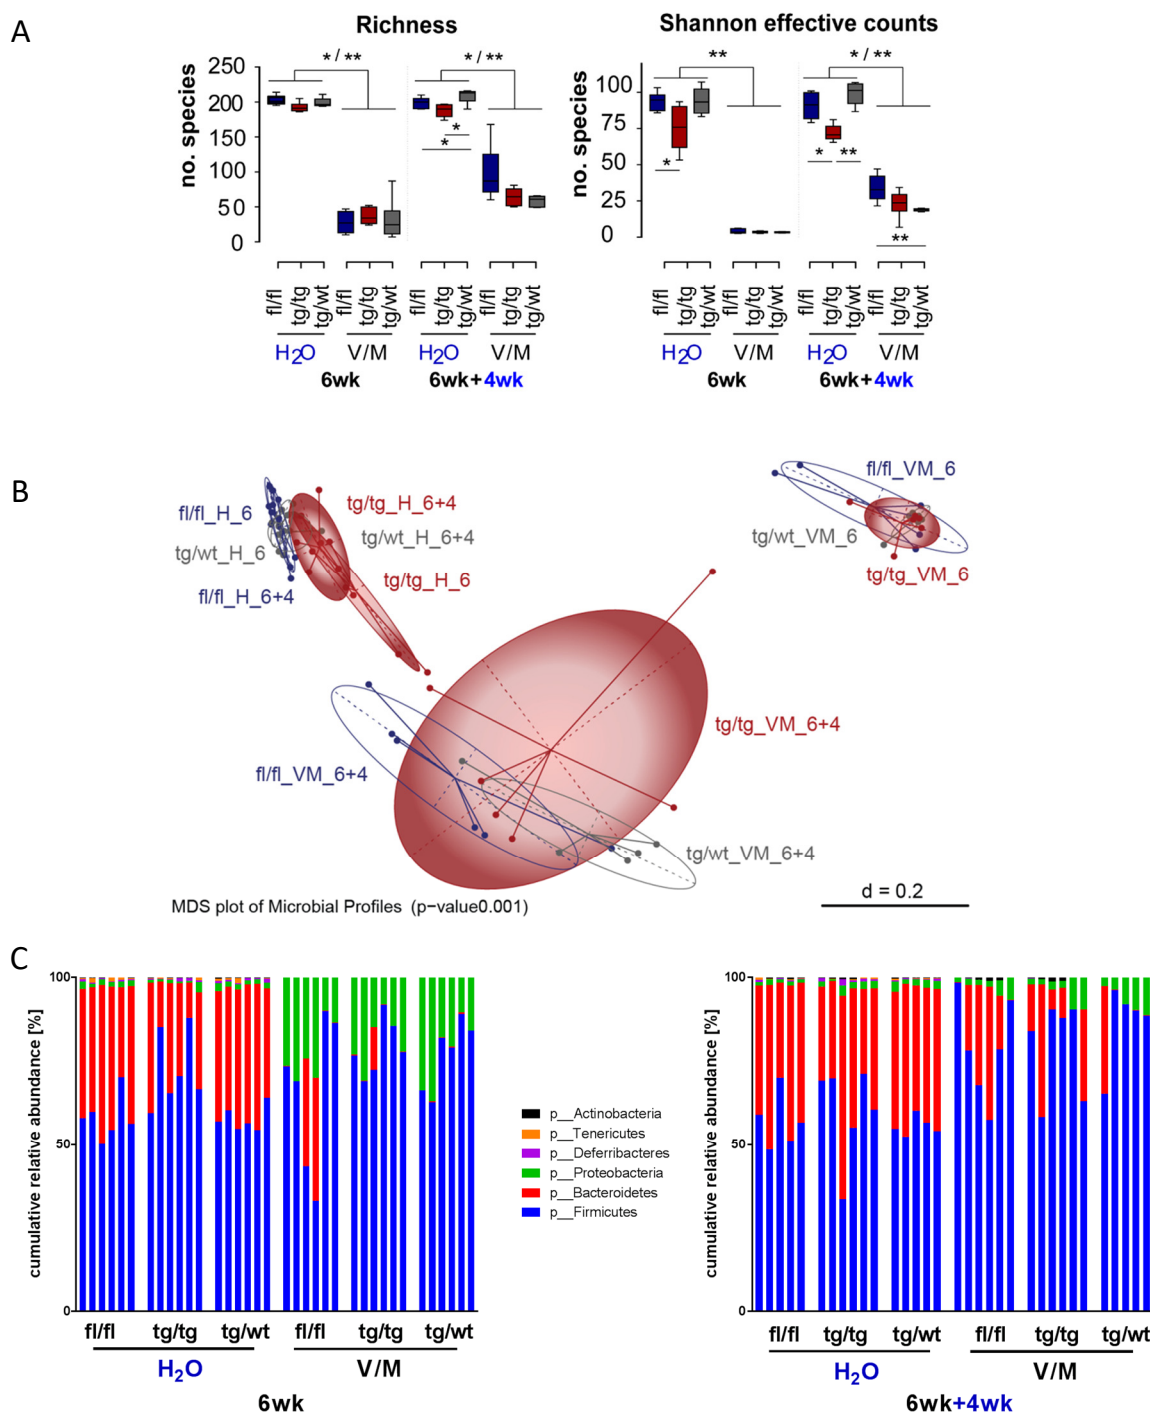 A
Richness
Shannon effective counts
* / **
* / **
**
* / **
no. species
250
200
150
100
50
0
*
*
no. species
100
75
50
25
0
*
*
**
**
fl/fl
tg/tg
tg/wt
fl/fl
tg/tg
tg/wt
fl/fl
tg/tg
tg/wt
fl/fl
tg/tg
tg/wt
fl/fl
tg/tg
tg/wt
fl/fl
tg/tg
tg/wt
fl/fl
tg/tg
tg/wt
fl/fl
tg/tg
tg/wt
H2O V/M H2O V/M
6wk 6wk+4wk
H2O V/M H2O V/M
6wk 6wk+4wk
B
fl/fl_H_6
tg/wt_H_6
fl/fl_H_6+4
tg/tg_H_6+4
tg/wt_H_6+4
tg/tg_H_6
fl/fl_VM_6
tg/wt_VM_6
tg/tg_VM_6
tg/tg_VM_6+4
fl/fl_VM_6+4
tg/wt_VM_6+4
MDS plot of Microbial Profiles (p−value0.001)
d = 0.2
C
cumulative relative abundance [%]
100
50
0
fl/fl tg/tg tg/wt fl/fl tg/tg tg/wt
H2O V/M
6wk
p__Actinobacteria
p__Tenericutes
p__Deferribacteres
p__Proteobacteria
p__Bacteroidetes
p__Firmicutes
cumulative relative abundance [%]
100
50
0
fl/fl tg/tg tg/wt fl/fl tg/tg tg/wt
H2O V/M
6wk+4wk